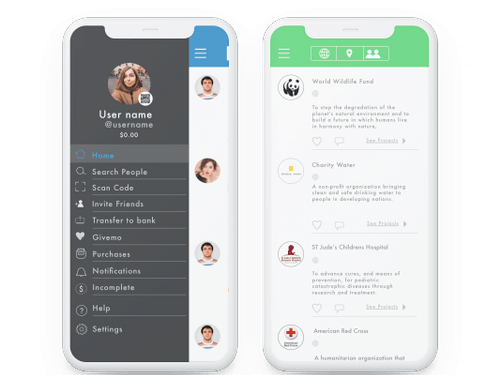 User name
@username
$0.00
Home
Search People
Scan Code
Invite Friends
Transfer to bank
Givemo
Purchases
Notifications
Incomplete
Help
Settings
World Wildlife Fund
To stop the degradation of the
planet's natural environment and to
build a future in which humans live
in harmony with nature.
See Projects
Charity Water
A non-profit organization bringing
clean and safe drinking water to
people in developing nations.
See Projects
ST Jude's Childrens Hospital
To advance cures, and means of
prevention, for pediatric
catastrophic diseases through
research and treatment
See Projects
American Red Cross
A humanitarian organization that